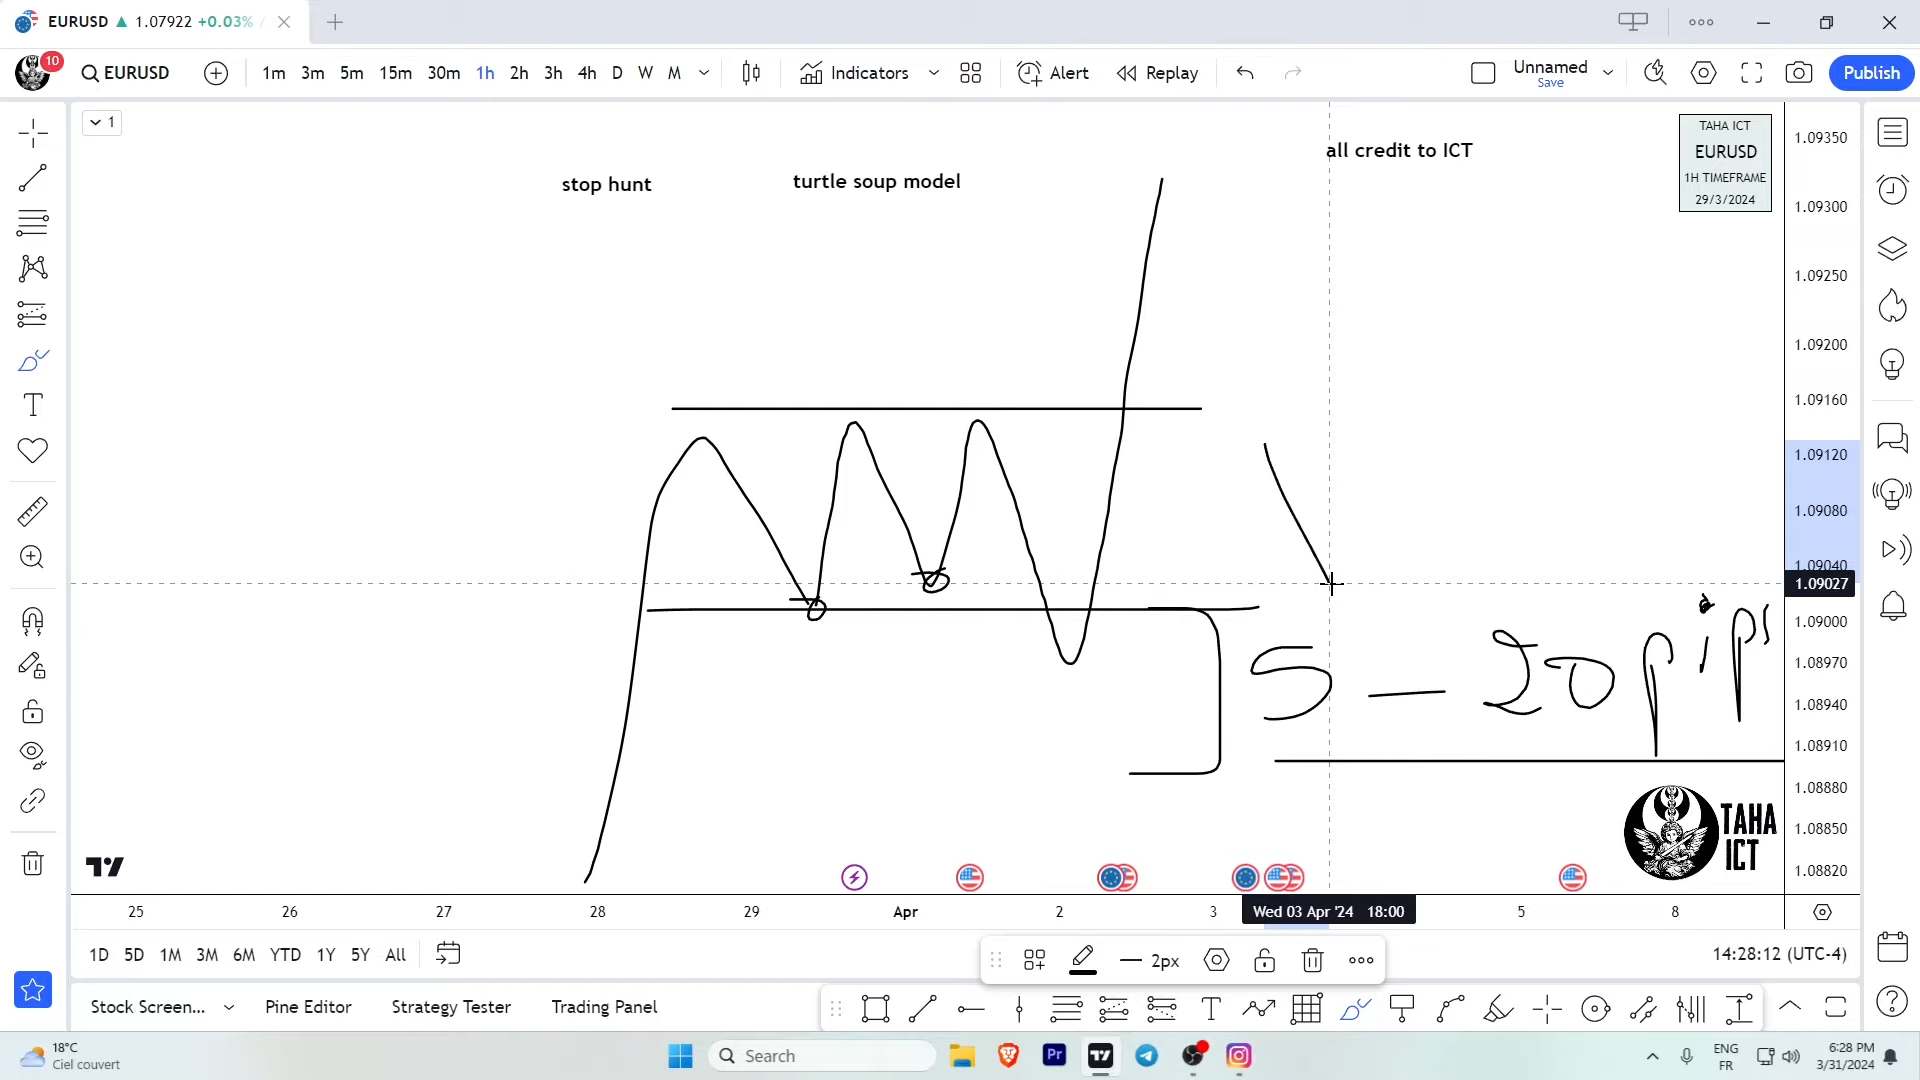 EURUSD ▲ 1.07922 +0.03% /
10
EURUSD
1m 3m 5m 15m 30m 1h 2h 3h 4h D W M
Indicators
Alert
Replay
Unnamed
Save
Publish
1
stop hunt
turtle soup model
all credit to ICT
TAHA ICT
EURUSD
1H TIMEFRAME
29/3/2024
1.09350
1.09300
1.09250
1.09200
1.09160
1.09120
1.09080
1.09040
1.09027
1.09000
1.08970
1.08940
1.08910
1.08880
1.08850
1.08820
5 — 20 pips
TAHA
ICT
25 26 27 28 29 Apr 2 3 Wed 03 Apr '24 18:00 5 8
1D 5D 1M 3M 6M YTD 1Y 5Y All
2px
14:28:12 (UTC-4)
Stock Screen... Pine Editor Strategy Tester Trading Panel
18°C
Ciel couvert
Search
Pr
ENG
FR
6:28 PM
3/31/2024